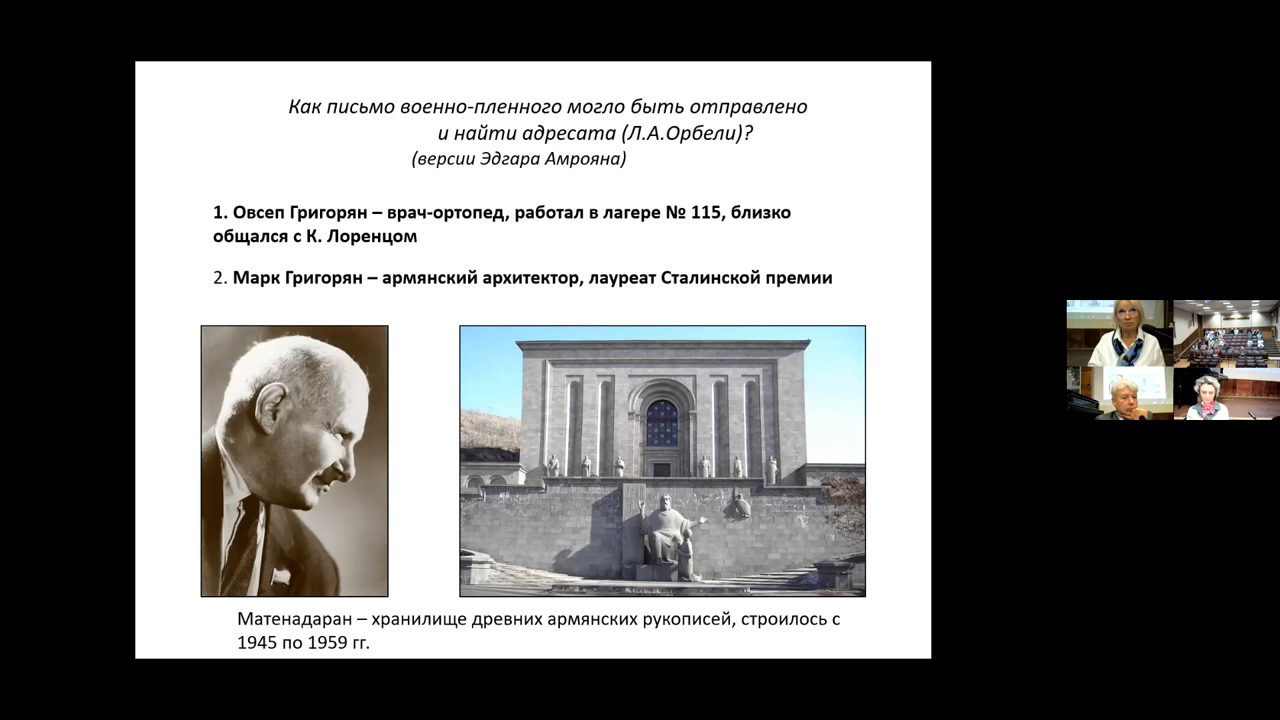 Как письмо военно-пленного могло быть отправлено
и найти адресата (Л.А.Орбели)?
(версии Эдгара Амрояна)
1. Овсеп Григорян – врач-ортопед, работал в лагере № 115, близко
общался с К. Лоренцом
2. Марк Григорян – армянский архитектор, лауреат Сталинской премии
Матенадаран – хранилище древних армянских рукописей, строилось с
1945 по 1959 гг.